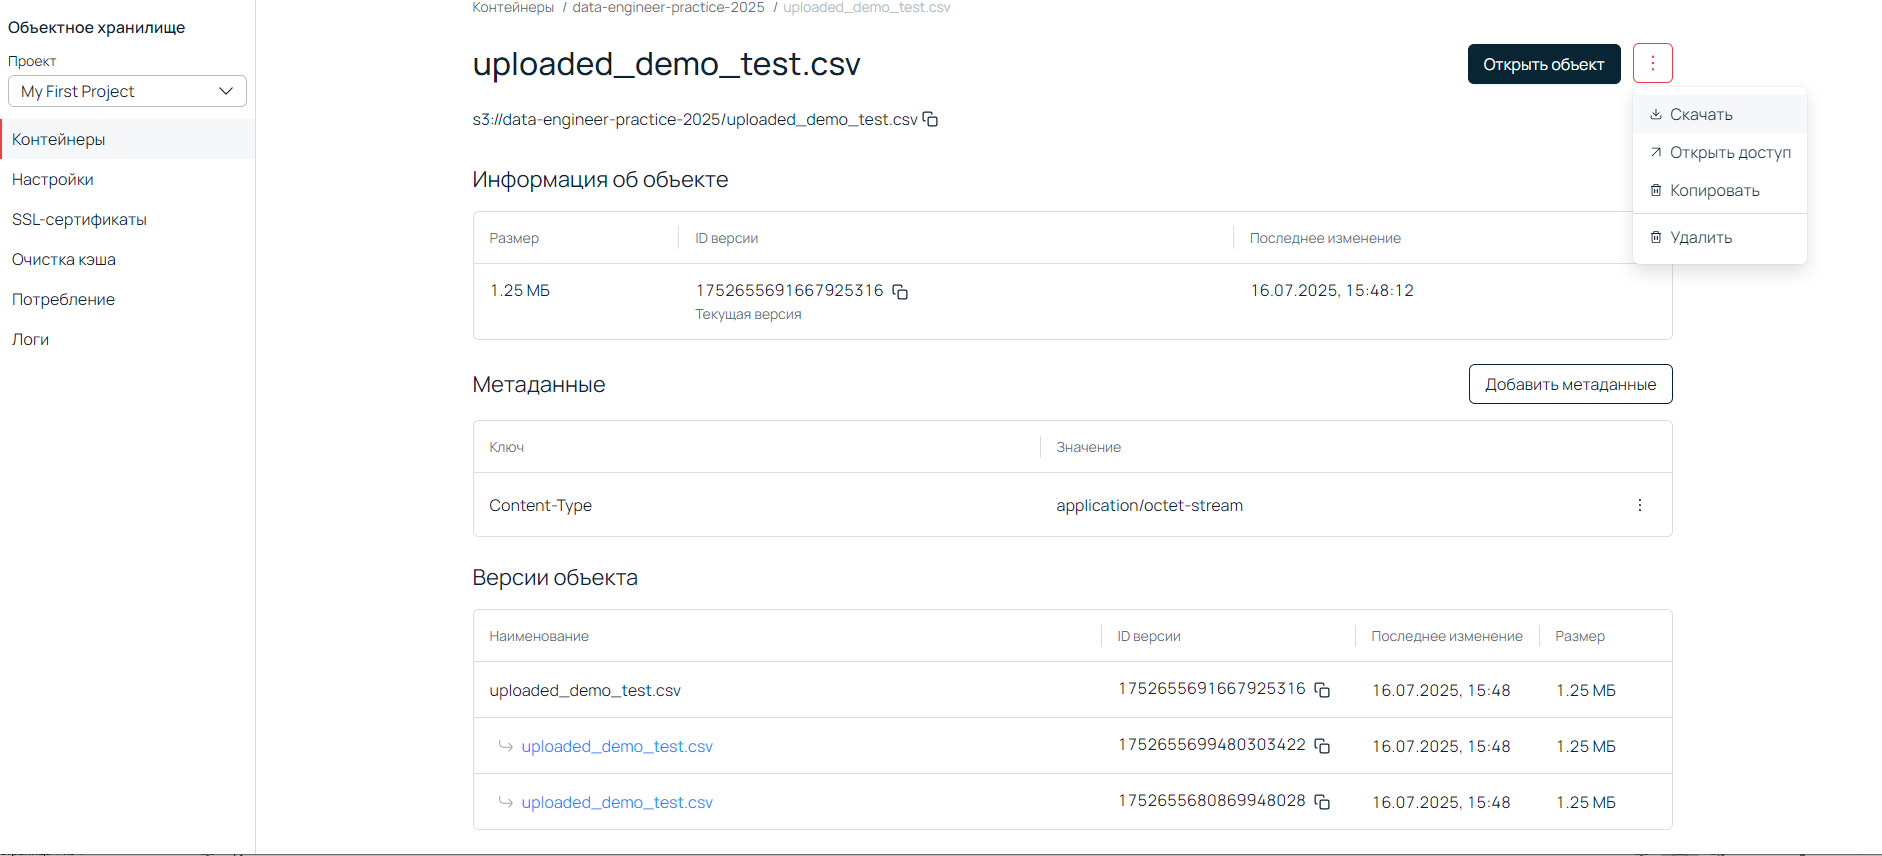 Объектное хранилище
Проект
My First Project
Контейнеры
Настройки
SSL-сертификаты
Очистка кэша
Потребление
Логи
Контейнеры / data-engineer-practice-2025 / uploaded_demo_test.csv
uploaded_demo_test.csv
Открыть объект
s3://data-engineer-practice-2025/uploaded_demo_test.csv
Скачать
Открыть доступ
Копировать
Удалить
Информация об объекте
Размер ID версии Последнее изменение
1.25 МБ 1752655691667925316 16.07.2025, 15:48:12
Текущая версия
Метаданные
Добавить метаданные
Ключ Значение
Content-Type application/octet-stream
Версии объекта
Наименование ID версии Последнее изменение Размер
uploaded_demo_test.csv 1752655691667925316 16.07.2025, 15:48 1.25 МБ
uploaded_demo_test.csv 1752655699480303422 16.07.2025, 15:48 1.25 МБ
uploaded_demo_test.csv 1752655680869948028 16.07.2025, 15:48 1.25 МБ